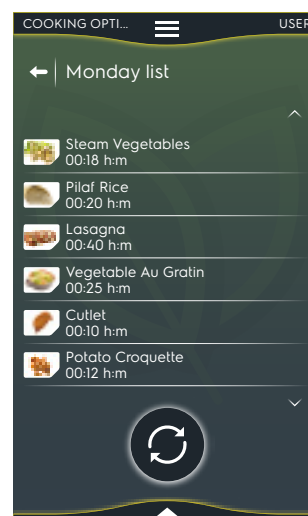 COOKING OPTI...
USER
Monday list
Steam Vegetables
00:18 h:m
Pilaf Rice
00:20 h:m
Lasagna
00:40 h:m
Vegetable Au Gratin
00:25 h:m
Cutlet
00:10 h:m
Potato Croquette
00:12 h:m